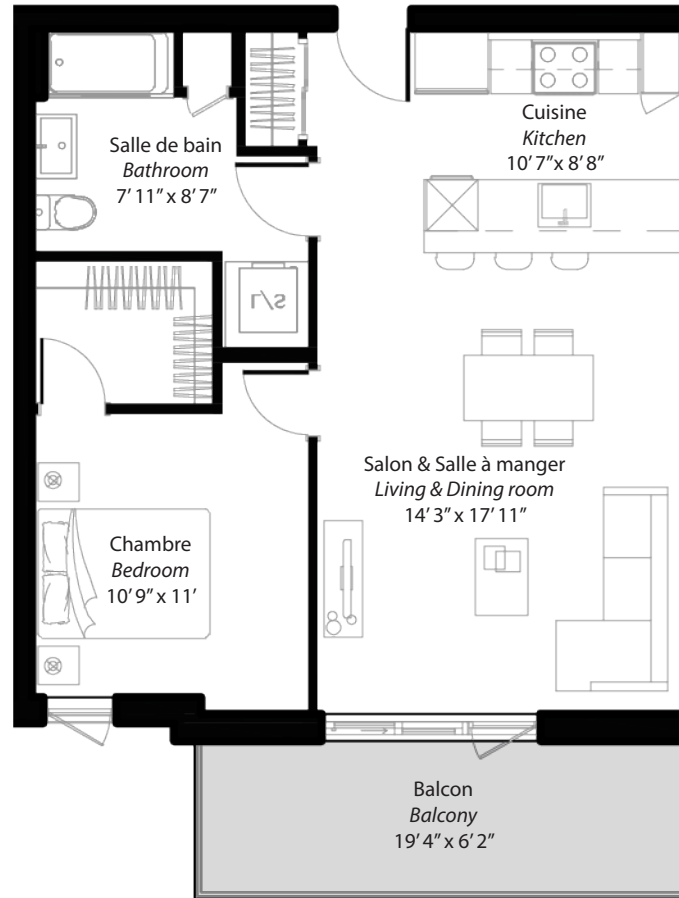 Cuisine
Kitchen
10' 7" x 8' 8"
Salle de bain
Bathroom
7' 11" x 8' 7"
L/S
Salon & Salle à manger
Living & Dining room
14' 3" x 17' 11"
Chambre
Bedroom
10' 9" x 11'
Balcon
Balcony
19' 4" x 6' 2"